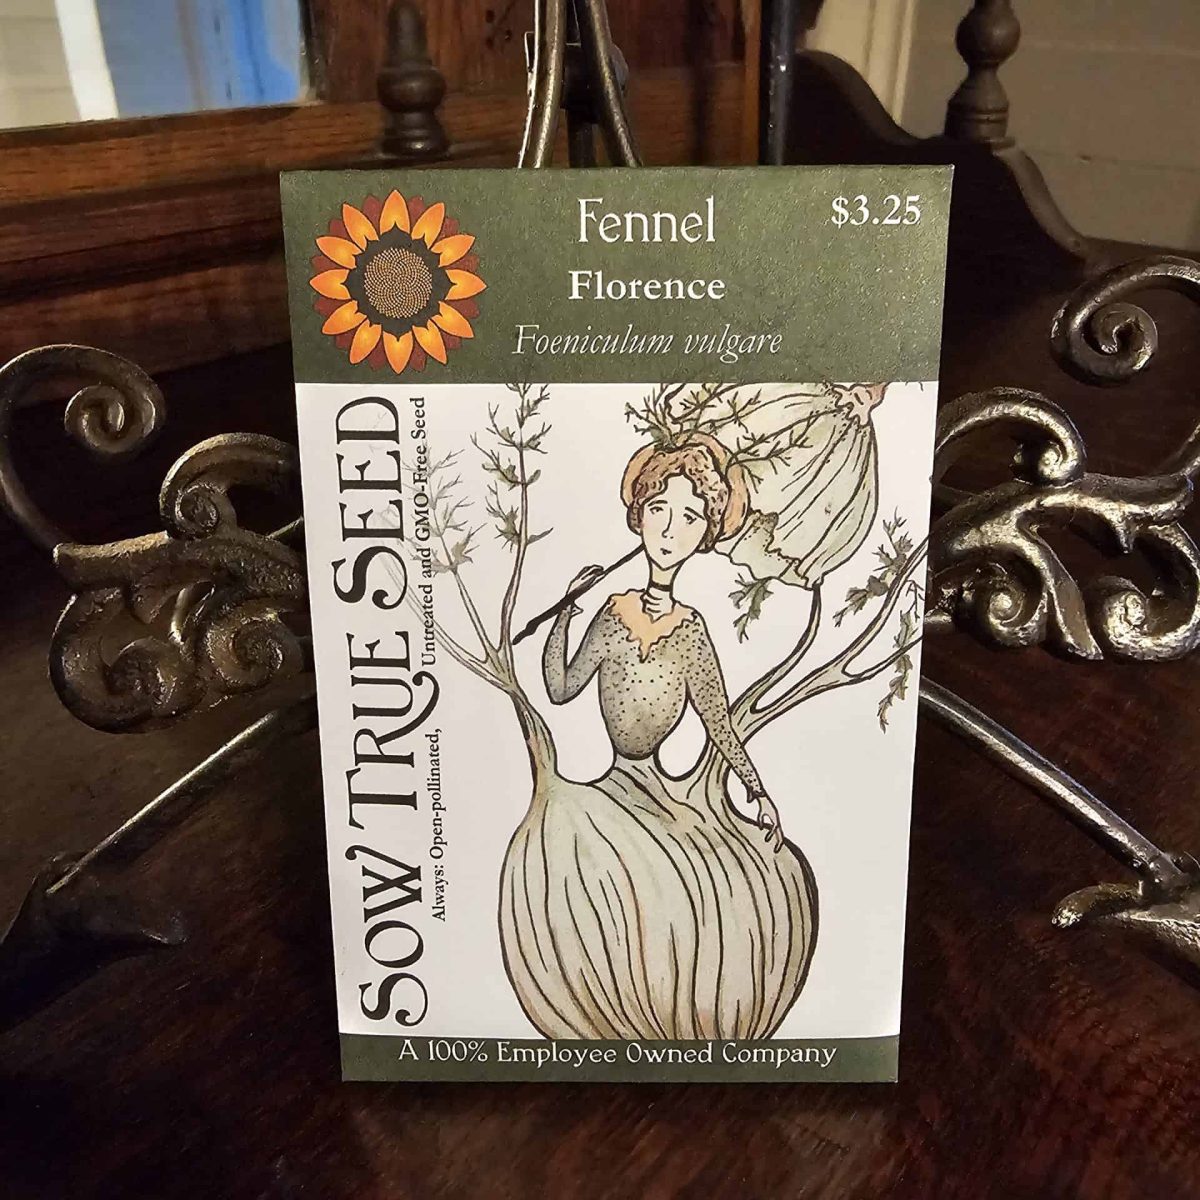 Fennel
$3.25
Florence
Foeniculum vulgare
SOW TRUE SEED
Always: Open-pollinated, Untreated and GMO-Free Seed
A 100% Employee Owned Company